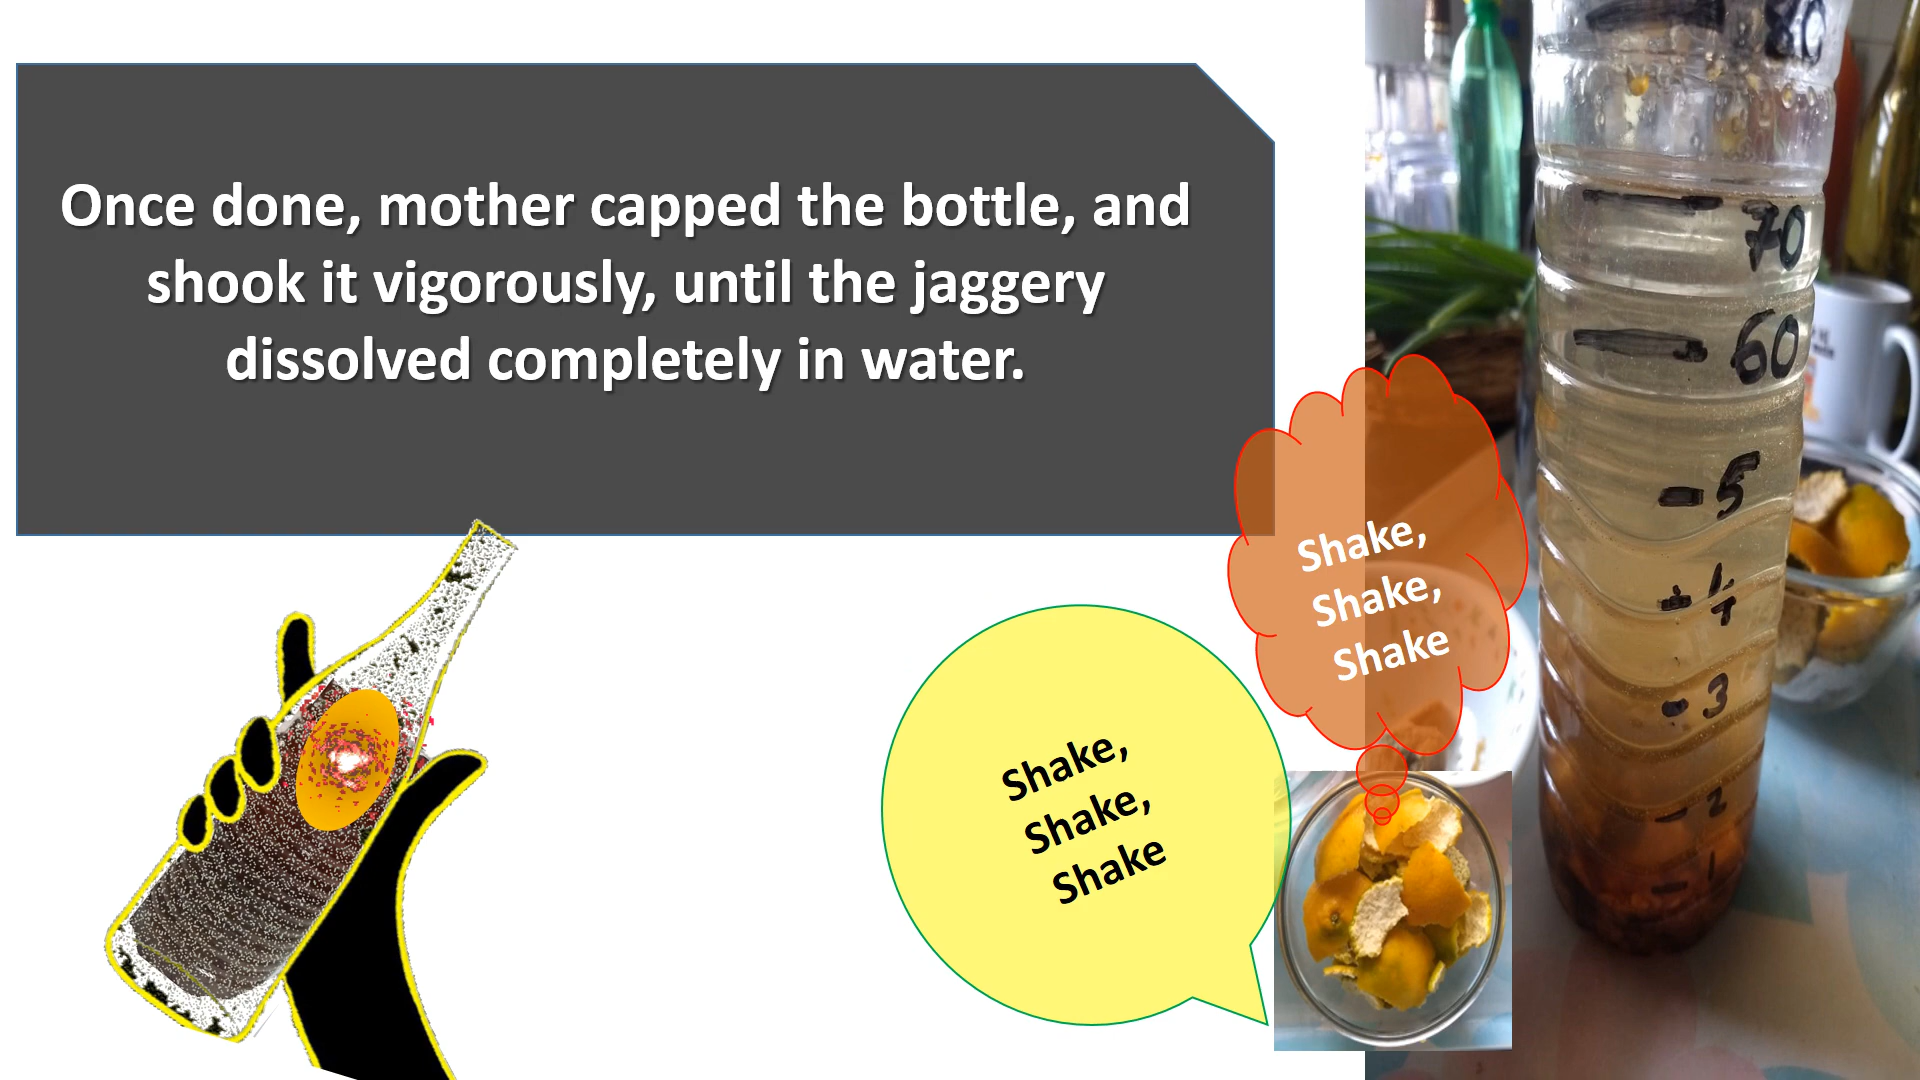 Once done, mother capped the bottle, and
shook it vigorously, until the jaggery
dissolved completely in water.
Shake,
Shake,
Shake
Shake,
Shake,
Shake
80
70
60
5
4
3
2
1